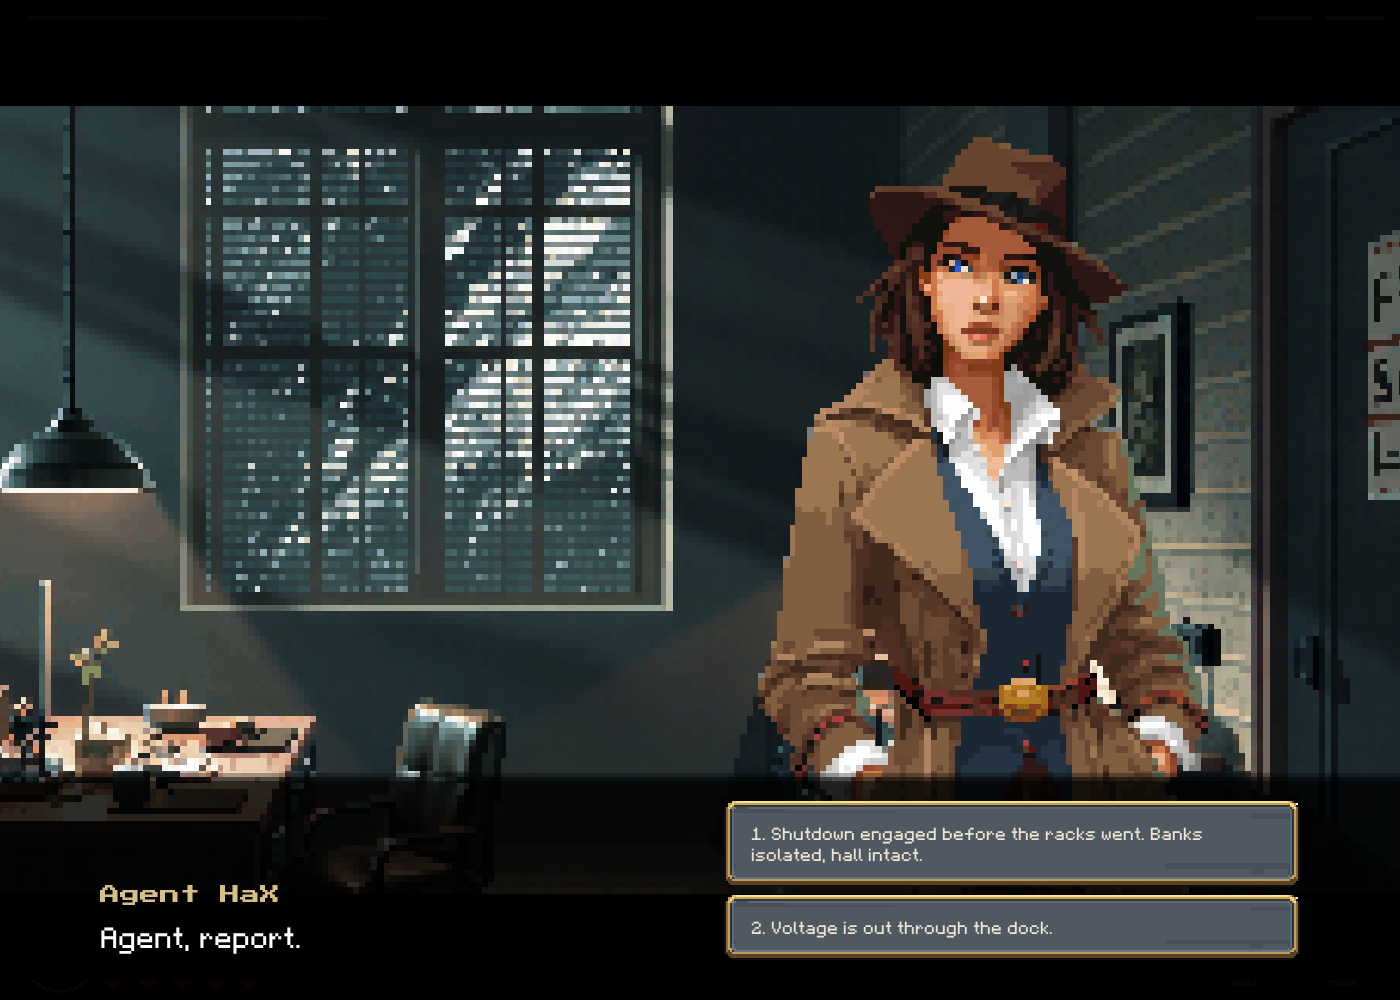 Agent HaX
Agent, report.
1. Shutdown engaged before the racks went. Banks
isolated, hall intact.
2. Voltage is out through the dock.